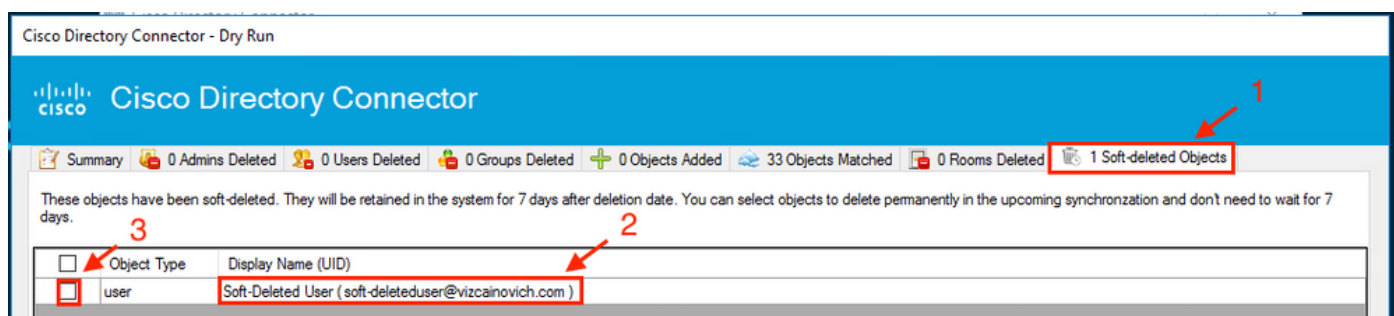 Cisco Directory Connector - Dry Run
CISCO Cisco Directory Connector
1
Summary 0 Admins Deleted 0 Users Deleted 0 Groups Deleted 0 Objects Added 33 Objects Matched 0 Rooms Deleted 1 Soft-deleted Objects
These objects have been soft-deleted. They will be retained in the system for 7 days after deletion date. You can select objects to delete permanently in the upcoming synchronzation and don't need to wait for 7
days.
3 2
Object Type Display Name (UID)
user Soft-Deleted User ( soft-deleteduser@vizcainovich.com )